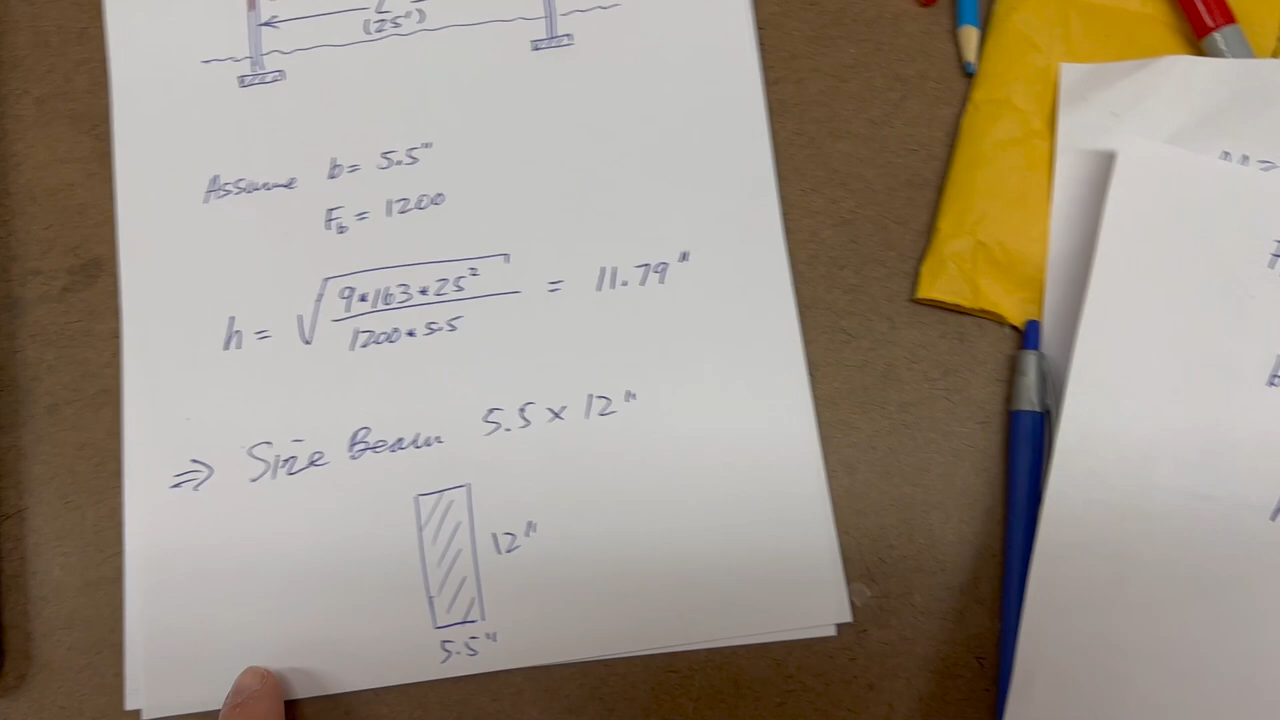 L
(25')
Assume b = 5.5"
F_b = 1200
h = √(9*163*25² / 1200*5.5) = 11.79"
⇒ Size Beam 5.5 x 12"
12"
5.5"